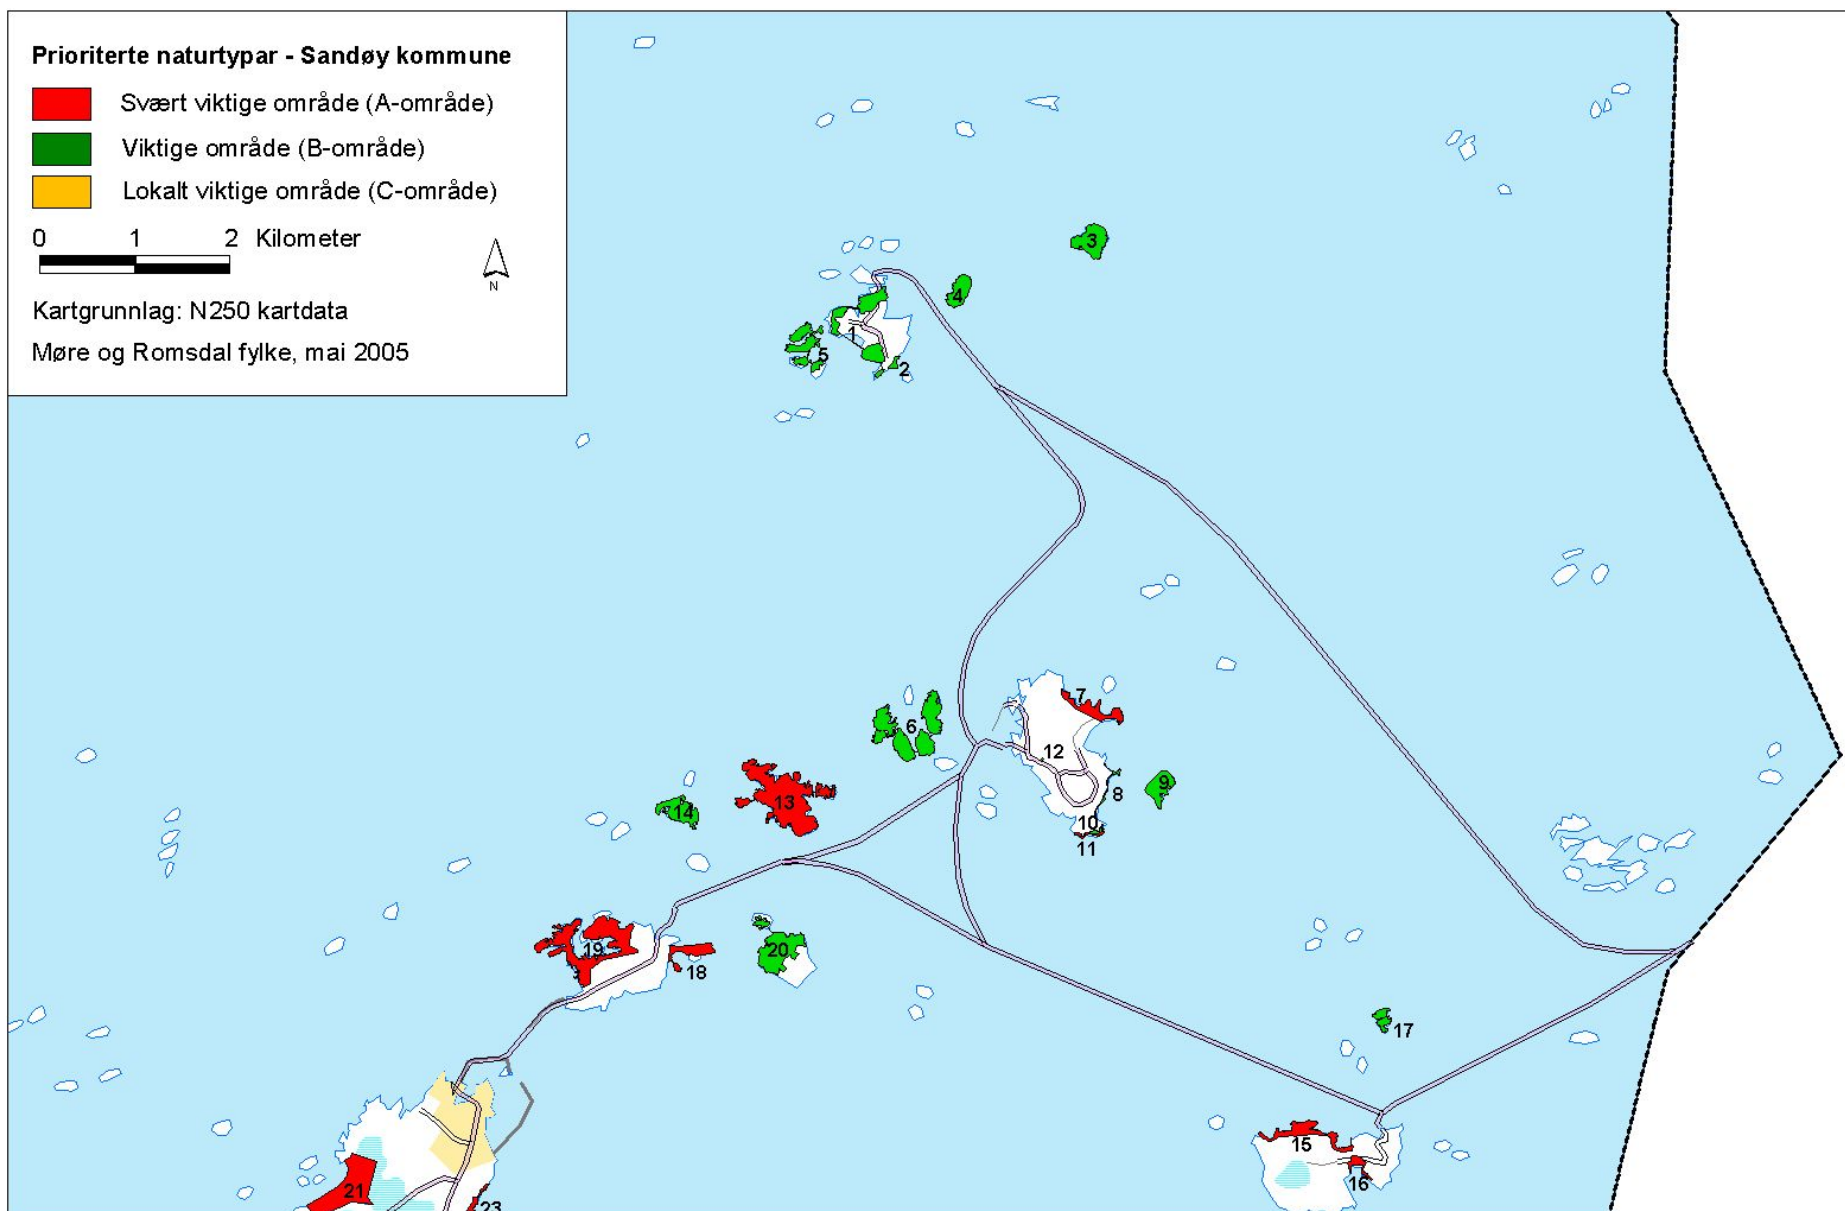 Prioriterte naturtypar - Sandøy kommune
Svært viktige område (A-område)
Viktige område (B-område)
Lokalt viktige område (C-område)
0 1 2 Kilometer
N
Kartgrunnlag: N250 kartdata
Møre og Romsdal fylke, mai 2005
3
4
1
5
2
7
6
12
9
8
13
14
10
11
19
20
18
17
15
16
21
23